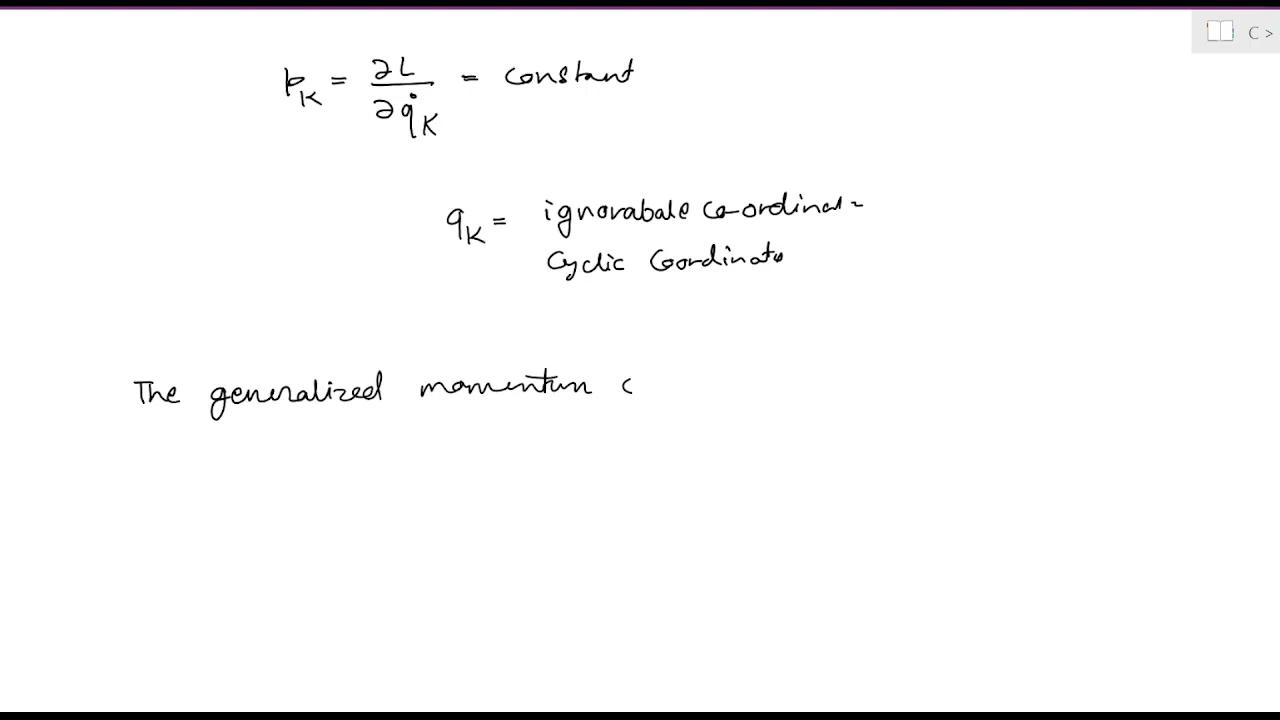 p_K = ∂L / ∂q̇_K = constant
q_K = ignorabale co-ordinate
Cyclic Coordinate
The generalized momentum c
C >